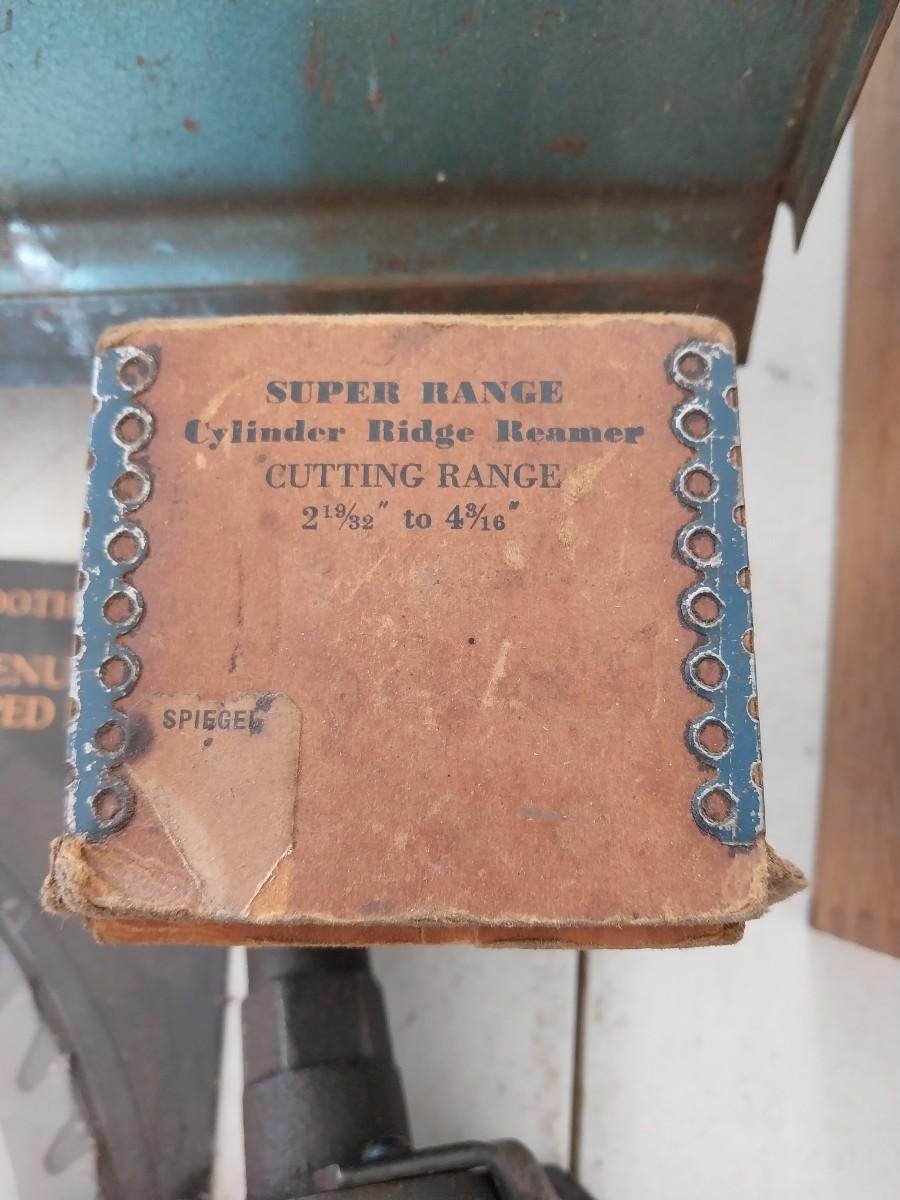 SUPER RANGE
Cylinder Ridge Reamer
CUTTING RANGE
2 19/32" to 4 3/16"
SPIEGEL